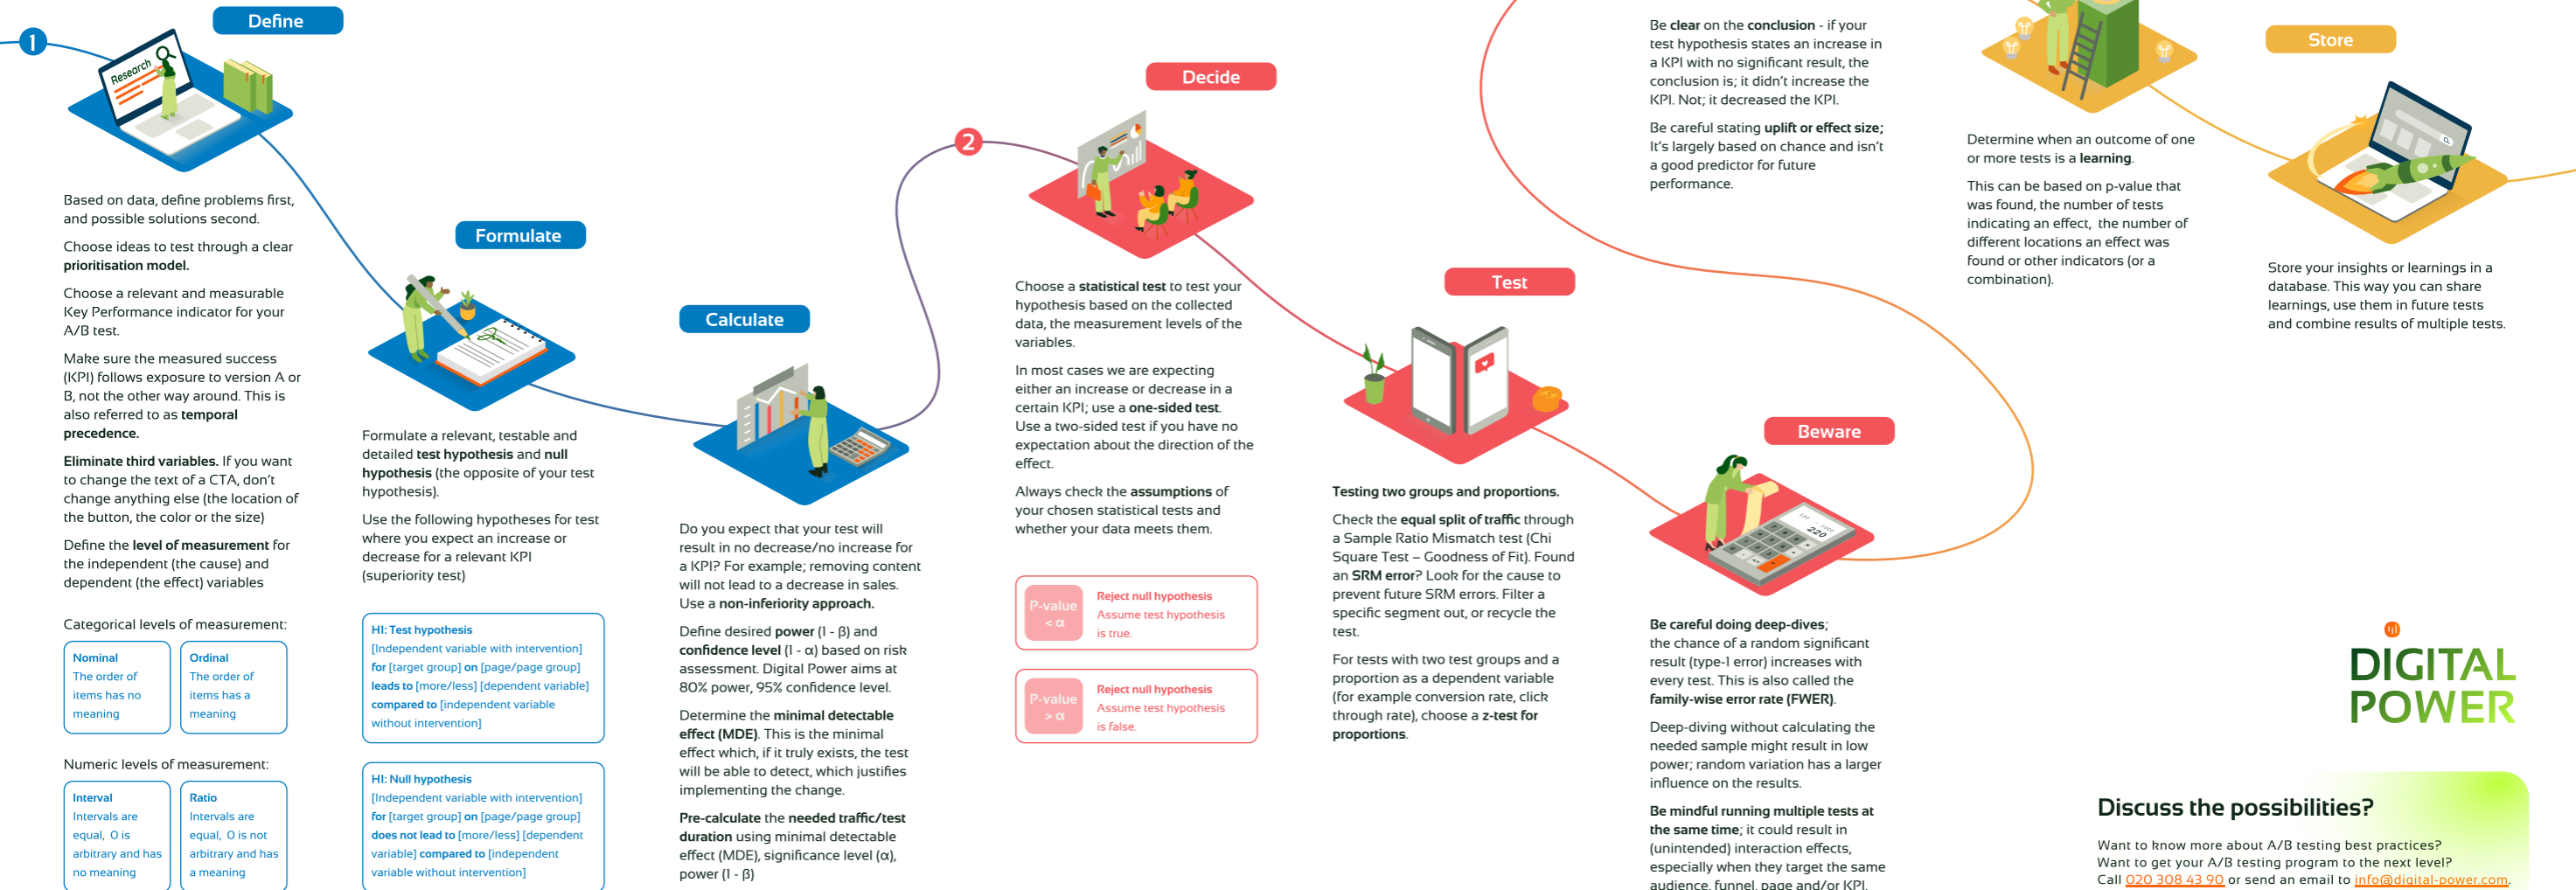 1
Define
Research
Based on data, define problems first,
and possible solutions second.
Choose ideas to test through a clear
prioritisation model.
Choose a relevant and measurable
Key Performance indicator for your
A/B test.
Make sure the measured success
(KPI) follows exposure to version A or
B, not the other way around. This is
also referred to as temporal
precedence.
Eliminate third variables. If you want
to change the text of a CTA, don't
change anything else (the location of
the button, the color or the size)
Define the level of measurement for
the independent (the cause) and
dependent (the effect) variables
Categorical levels of measurement:
Nominal
The order of
items has no
meaning
Ordinal
The order of
items has a
meaning
Numeric levels of measurement:
Interval
Intervals are
equal, 0 is
arbitrary and has
no meaning
Ratio
Intervals are
equal, 0 is not
arbitrary and has
a meaning
Formulate
Formulate a relevant, testable and
detailed test hypothesis and null
hypothesis (the opposite of your test
hypothesis).
Use the following hypotheses for test
where you expect an increase or
decrease for a relevant KPI
(superiority test)
H1: Test hypothesis
[Independent variable with intervention]
for [target group] on [page/page group]
leads to [more/less] [dependent variable]
compared to [independent variable
without intervention]
H1: Null hypothesis
[Independent variable with intervention]
for [target group] on [page/page group]
does not lead to [more/less] [dependent
variable] compared to [independent
variable without intervention]
Calculate
Do you expect that your test will
result in no decrease/no increase for
a KPI? For example; removing content
will not lead to a decrease in sales.
Use a non-inferiority approach.
Define desired power (1 - β) and
confidence level (1 - α) based on risk
assessment. Digital Power aims at
80% power, 95% confidence level.
Determine the minimal detectable
effect (MDE). This is the minimal
effect which, if it truly exists, the test
will be able to detect, which justifies
implementing the change.
Pre-calculate the needed traffic/test
duration using minimal detectable
effect (MDE), significance level (α),
power (1 - β)
2
Decide
Choose a statistical test to test your
hypothesis based on the collected
data, the measurement levels of the
variables.
In most cases we are expecting
either an increase or decrease in a
certain KPI; use a one-sided test.
Use a two-sided test if you have no
expectation about the direction of the
effect.
Always check the assumptions of
your chosen statistical tests and
whether your data meets them.
P-value
< α
Reject null hypothesis
Assume test hypothesis
is true.
P-value
> α
Reject null hypothesis
Assume test hypothesis
is false.
Test
Testing two groups and proportions.
Check the equal split of traffic through
a Sample Ratio Mismatch test (Chi
Square Test – Goodness of Fit). Found
an SRM error? Look for the cause to
prevent future SRM errors. Filter a
specific segment out, or recycle the
test.
For tests with two test groups and a
proportion as a dependent variable
(for example conversion rate, click
through rate), choose a z-test for
proportions.
Beware
220
Be careful doing deep-dives;
the chance of a random significant
result (type-1 error) increases with
every test. This is also called the
family-wise error rate (FWER).
Deep-diving without calculating the
needed sample might result in low
power; random variation has a larger
influence on the results.
Be mindful running multiple tests at
the same time; it could result in
(unintended) interaction effects,
especially when they target the same
audience, funnel, page and/or KPI.
Be clear on the conclusion - if your
test hypothesis states an increase in
a KPI with no significant result, the
conclusion is; it didn't increase the
KPI. Not; it decreased the KPI.
Be careful stating uplift or effect size;
It's largely based on chance and isn't
a good predictor for future
performance.
Determine when an outcome of one
or more tests is a learning.
This can be based on p-value that
was found, the number of tests
indicating an effect, the number of
different locations an effect was
found or other indicators (or a
combination).
Store
Store your insights or learnings in a
database. This way you can share
learnings, use them in future tests
and combine results of multiple tests.
DIGITAL
POWER
Discuss the possibilities?
Want to know more about A/B testing best practices?
Want to get your A/B testing program to the next level?
Call 020 308 43 90 or send an email to info@digital-power.com.